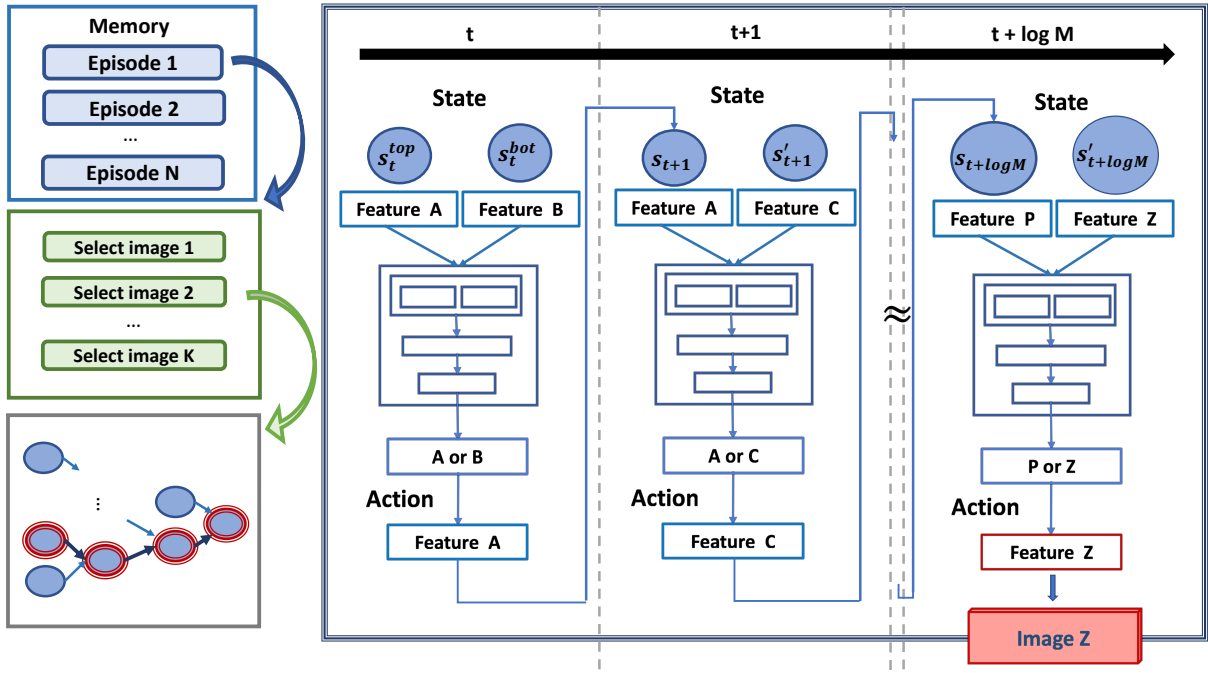 Memory
Episode 1
Episode 2
...
Episode N
Select image 1
Select image 2
...
Select image K
...
t
t+1
t + log M
State
State
State
s_t^{top}
s_t^{bot}
s_{t+1}
s'_{t+1}
s_{t+logM}
s'_{t+logM}
Feature A
Feature B
Feature A
Feature C
Feature P
Feature Z
≈
A or B
A or C
P or Z
Action
Action
Action
Feature A
Feature C
Feature Z
Image Z